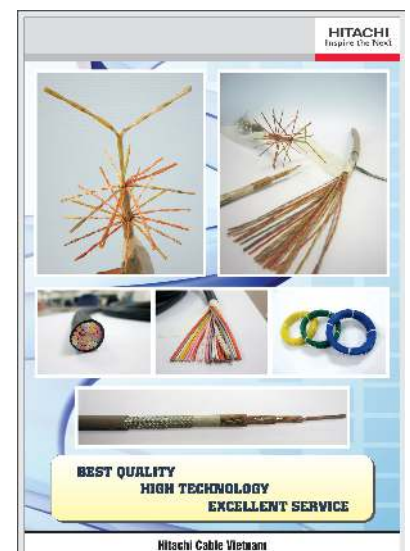 HITACHI
Inspire the Next
BEST QUALITY
HIGH TECHNOLOGY
EXCELLENT SERVICE
Hitachi Cable Vietnam